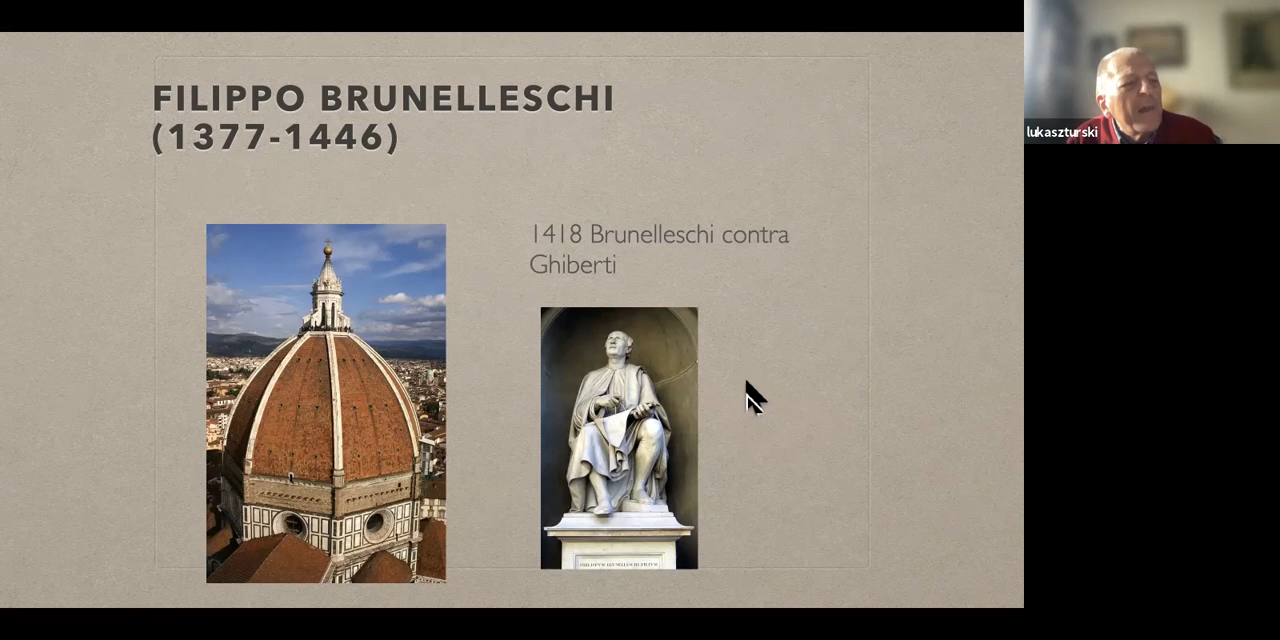 FILIPPO BRUNELLESCHI
(1377-1446)
1418 Brunelleschi contra
Ghiberti
lukaszturski